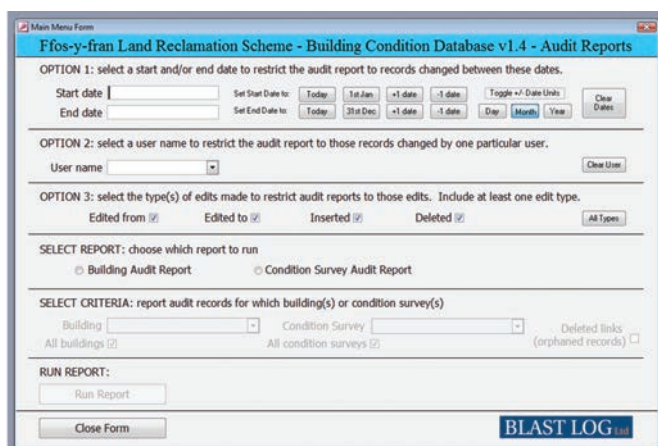 Main Menu Form
Ffos-y-fran Land Reclamation Scheme - Building Condition Database v1.4 - Audit Reports
OPTION 1: select a start and/or end date to restrict the audit report to records changed between these dates.
Start date Set Start Date to: Today 1st Jan +1 date -1 date Toggle +/- Date Units Clear Dates
End date Set End Date to: Today 31st Dec +1 date -1 date Day Month Year
OPTION 2: select a user name to restrict the audit report to those records changed by one particular user.
User name Clear User
OPTION 3: select the type(s) of edits made to restrict audit reports to those edits. Include at least one edit type.
Edited from Edited to Inserted Deleted All Types
SELECT REPORT: choose which report to run
Building Audit Report Condition Survey Audit Report
SELECT CRITERIA: report audit records for which building(s) or condition survey(s)
Building Condition Survey Deleted links
All buildings All condition surveys (orphaned records)
RUN REPORT:
Run Report
Close Form BLAST LOG Ltd